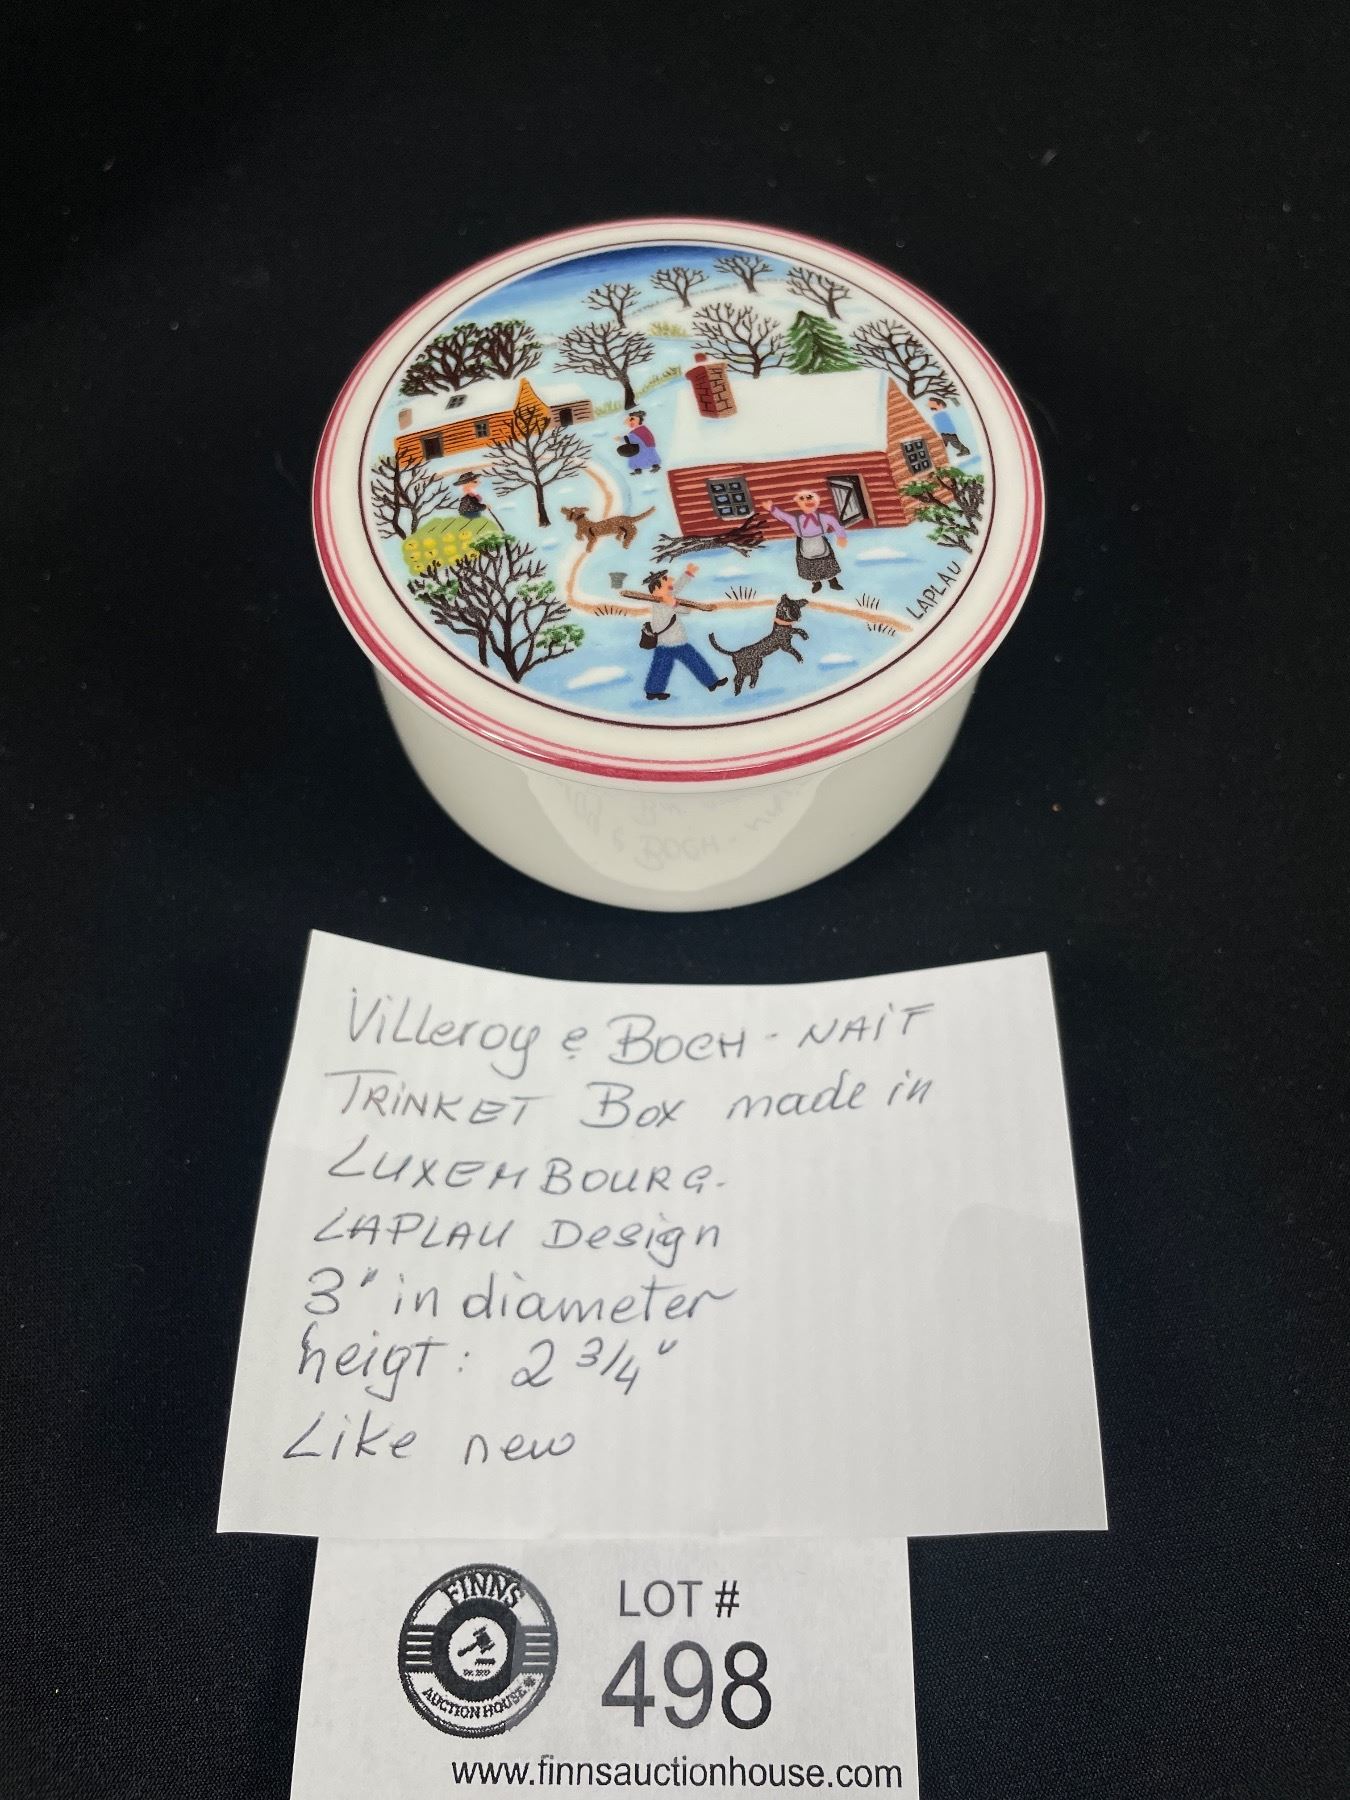 LAPLAU
Villeroy & BOCH - NAIF
TRINKET BOX made in
LUXEMBOURG.
LAPLAU Design
3" in diameter
heigt: 2 3/4"
Like new
FINNS
AUCTION HOUSE
LOT #
498
www.finnsauctionhouse.com